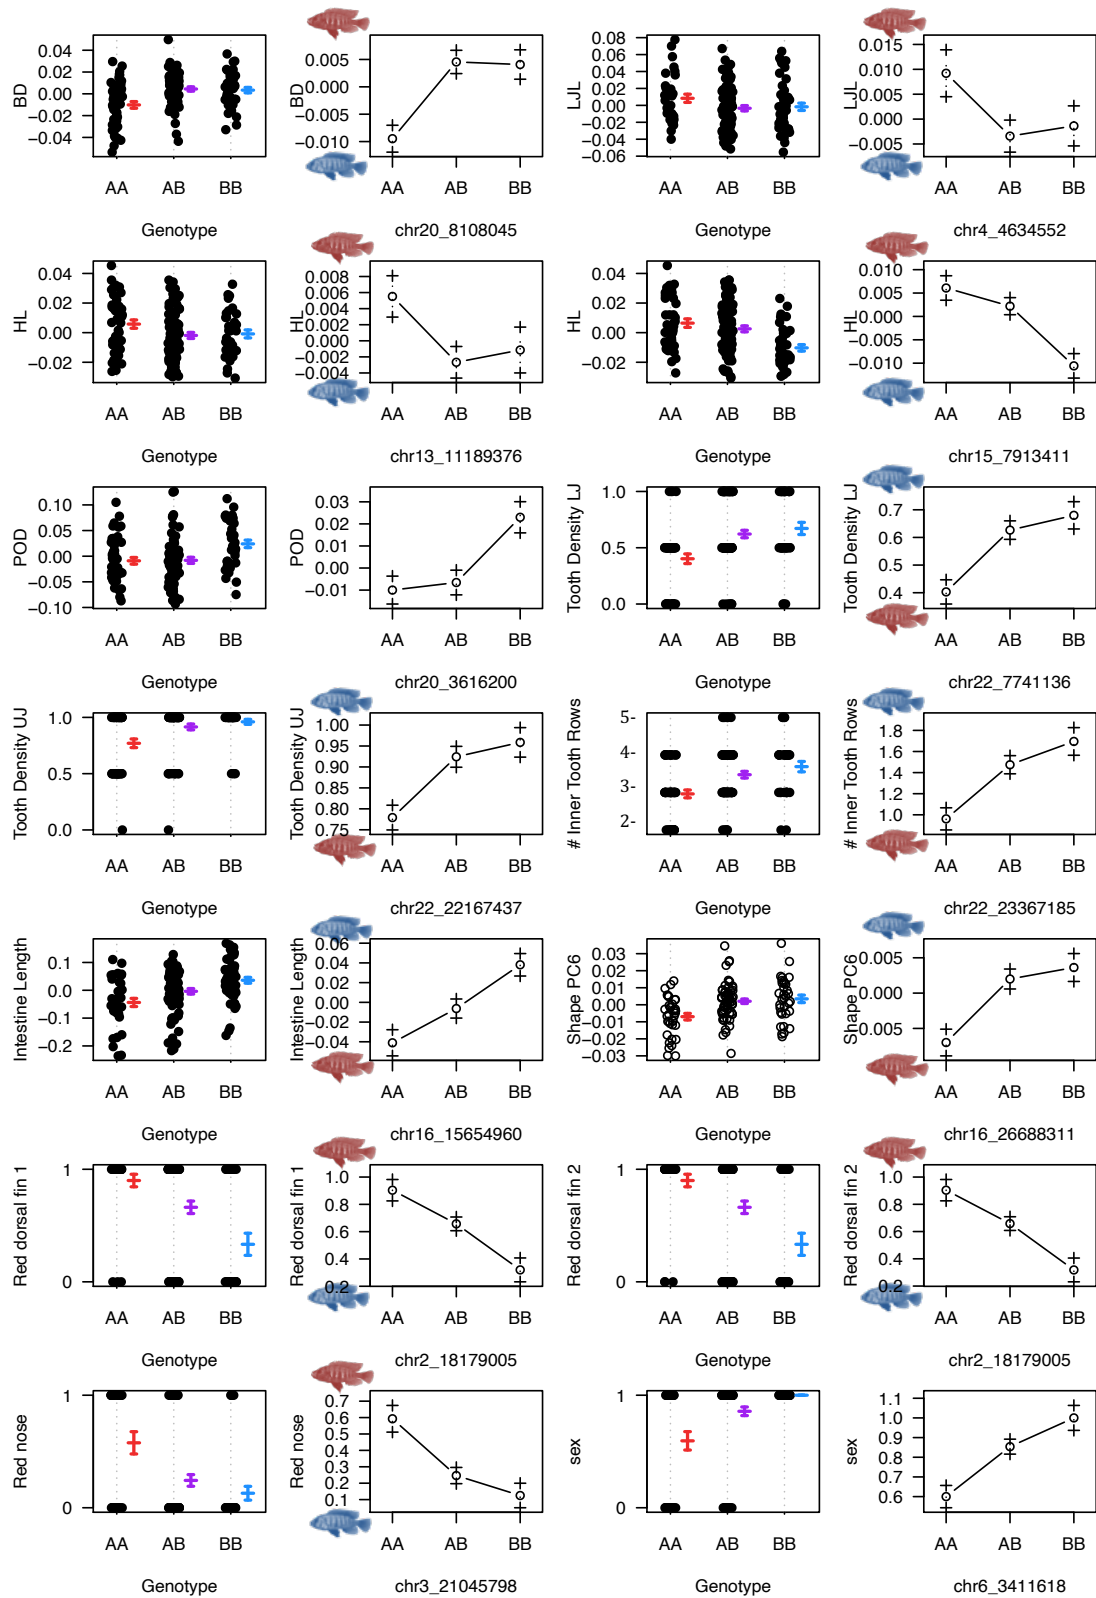 BD
0.04
0.02
0.00
−0.02
−0.04
AA AB BB
Genotype
BD
0.005
0.000
−0.005
−0.010
AA AB BB
chr20_8108045
LJL
0.08
0.06
0.04
0.02
0.00
−0.02
−0.04
−0.06
AA AB BB
Genotype
LJL
0.015
0.010
0.005
0.000
−0.005
AA AB BB
chr4_4634552
HL
0.04
0.02
0.00
−0.02
AA AB BB
Genotype
HL
0.008
0.006
0.004
0.002
0.000
−0.002
−0.004
AA AB BB
chr13_11189376
HL
0.04
0.02
0.00
−0.02
AA AB BB
Genotype
HL
0.010
0.005
0.000
−0.005
−0.010
AA AB BB
chr15_7913411
POD
0.10
0.05
0.00
−0.05
−0.10
AA AB BB
Genotype
POD
0.03
0.02
0.01
0.00
−0.01
AA AB BB
chr20_3616200
Tooth Density LJ
1.0
0.5
0.0
AA AB BB
Genotype
Tooth Density LJ
0.7
0.6
0.5
0.4
AA AB BB
chr22_7741136
Tooth Density UJ
1.0
0.5
0.0
AA AB BB
Genotype
Tooth Density UJ
1.00
0.95
0.90
0.85
0.80
0.75
AA AB BB
chr22_22167437
# Inner Tooth Rows
5-
4-
3-
2-
AA AB BB
Genotype
# Inner Tooth Rows
1.8
1.6
1.4
1.2
1.0
AA AB BB
chr22_23367185
Intestine Length
0.1
0.0
−0.1
−0.2
AA AB BB
Genotype
Intestine Length
0.06
0.04
0.02
0.00
−0.02
−0.04
AA AB BB
chr16_15654960
Shape PC6
0.03
0.02
0.01
0.00
−0.01
−0.02
−0.03
AA AB BB
Genotype
Shape PC6
0.005
0.000
−0.005
AA AB BB
chr16_26688311
Red dorsal fin 1
1
0
AA AB BB
Genotype
Red dorsal fin 1
1.0
0.8
0.6
0.4
0.2
AA AB BB
chr2_18179005
Red dorsal fin 2
1
0
AA AB BB
Genotype
Red dorsal fin 2
1.0
0.8
0.6
0.4
0.2
AA AB BB
chr2_18179005
Red nose
1
0
AA AB BB
Genotype
Red nose
0.7
0.6
0.5
0.4
0.3
0.2
0.1
AA AB BB
chr3_21045798
sex
1
0
AA AB BB
Genotype
sex
1.1
1.0
0.9
0.8
0.7
0.6
AA AB BB
chr6_3411618